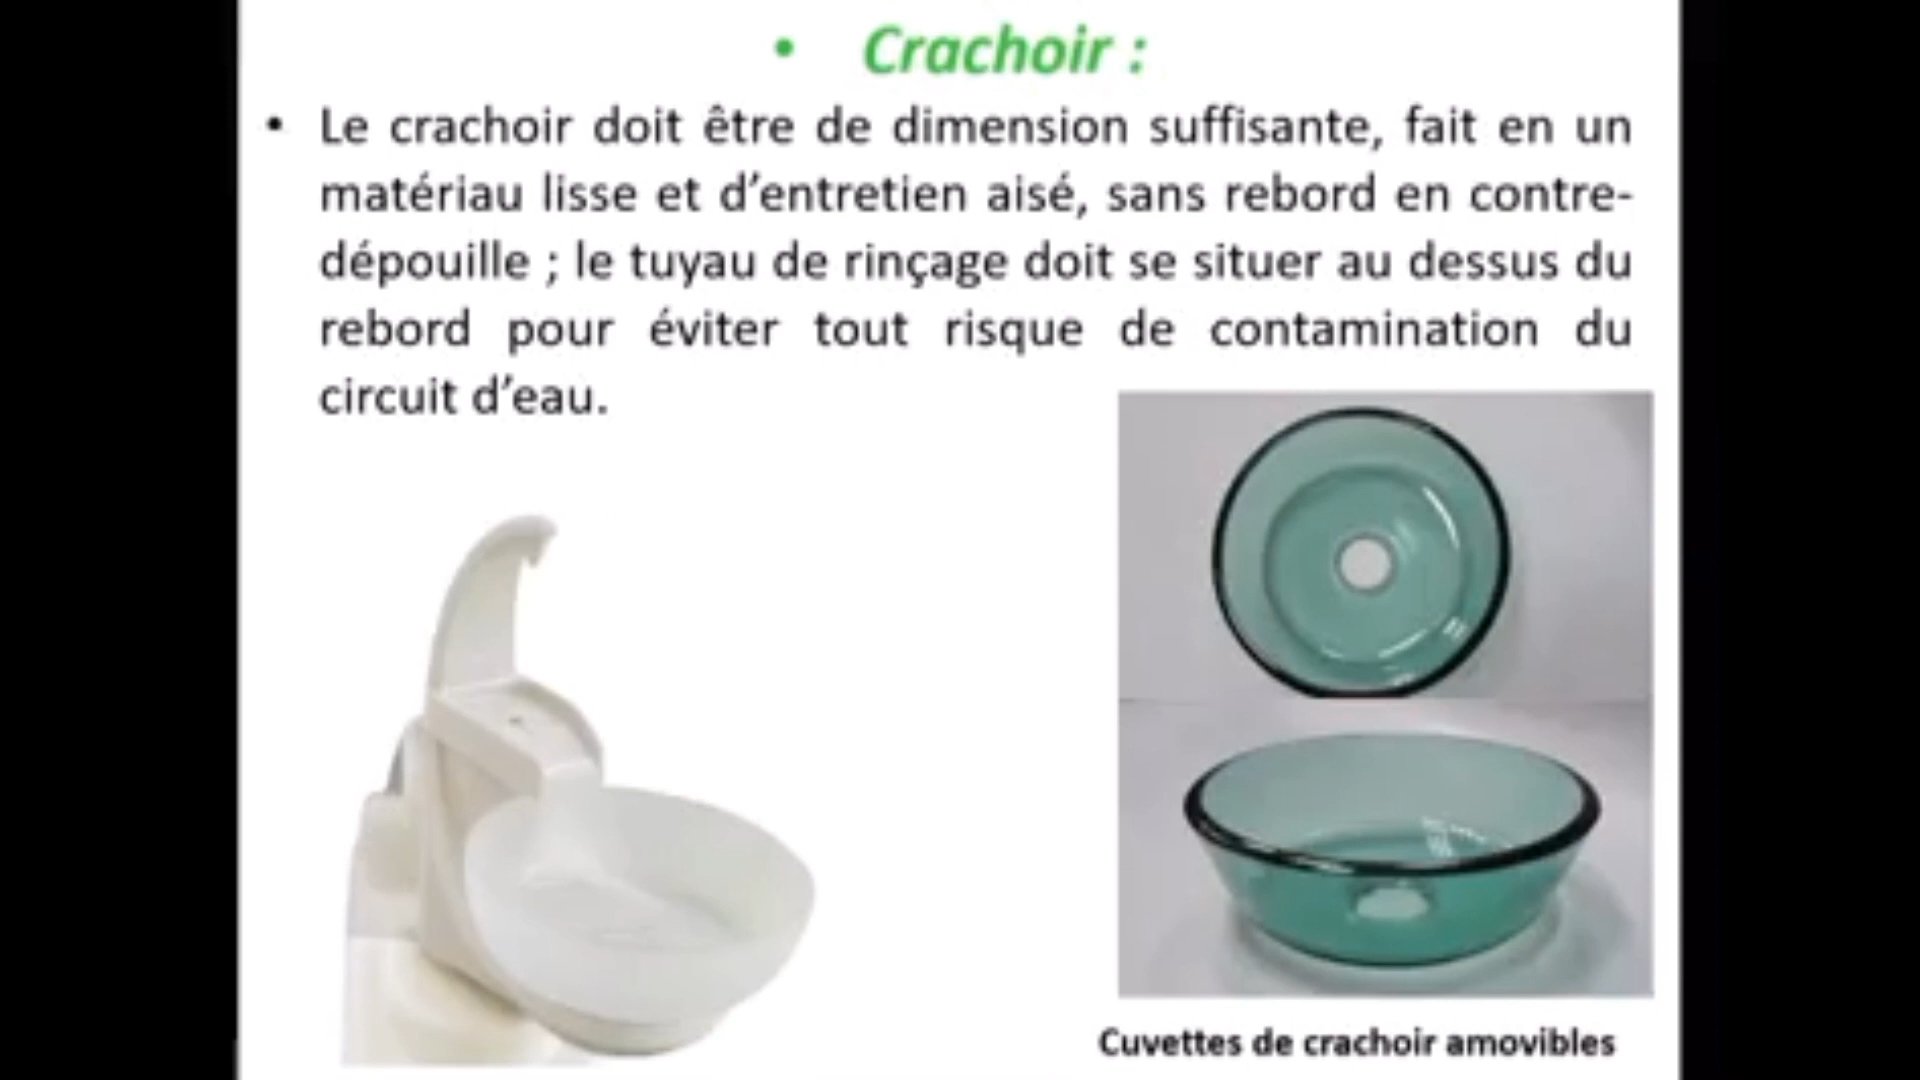 • Crachoir :
• Le crachoir doit être de dimension suffisante, fait en un
matériau lisse et d’entretien aisé, sans rebord en contre-
dépouille ; le tuyau de rinçage doit se situer au dessus du
rebord pour éviter tout risque de contamination du
circuit d’eau.
Cuvettes de crachoir amovibles